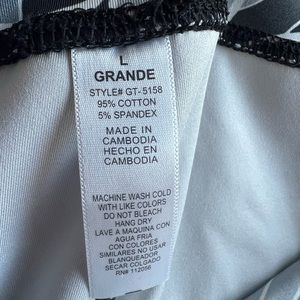 L
GRANDE
STYLE# GT-5158
95% COTTON
5% SPANDEX
MADE IN
CAMBODIA
HECHO EN
CAMBODIA
MACHINE WASH COLD
WITH LIKE COLORS
DO NOT BLEACH
HANG DRY
LAVE A MAQUINA CON
AGUA FRIA
CON COLORES
SIMILARES NO USAR
BLANQUEADOR
SECAR COLGADO
RN# 112056